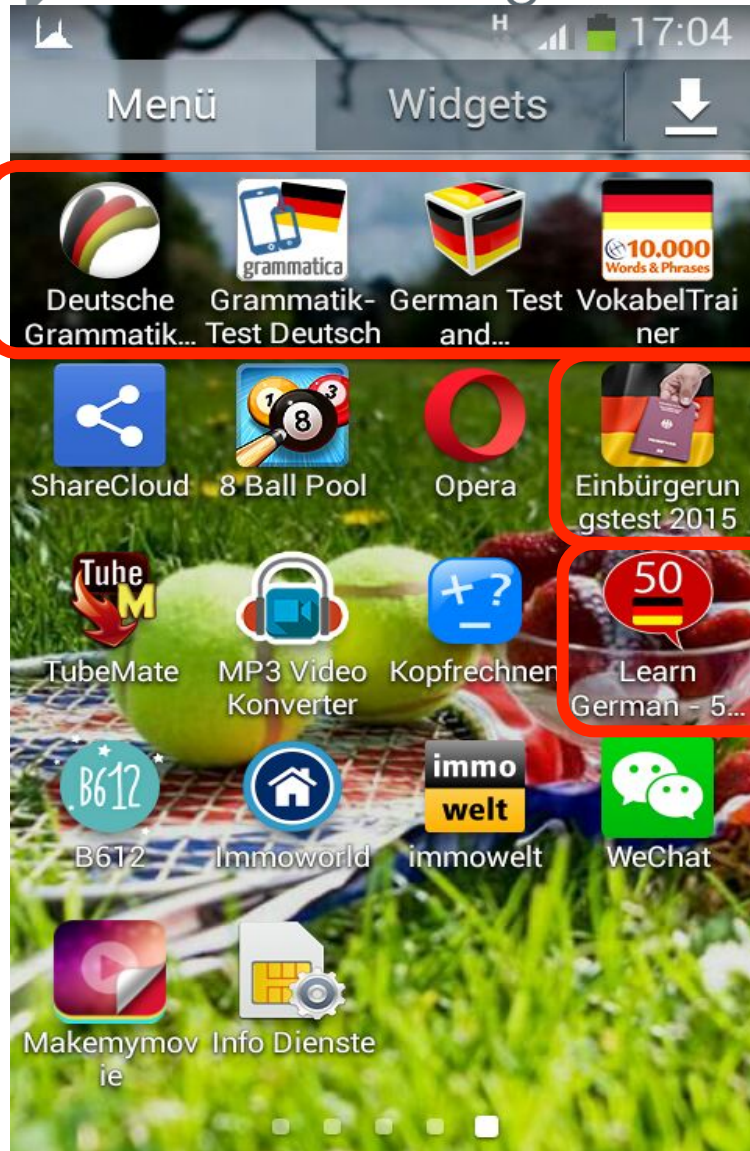 H 17:04
Menü Widgets
grammatica
10.000
Words & Phrases
Deutsche Grammatik- German Test VokabelTrai
Grammatik... Test Deutsch and... ner
1 3
8
ShareCloud 8 Ball Pool Opera Einbürgerun
gstest 2015
Tube
M
+ ?
−
50
TubeMate MP3 Video Kopfrechnen Learn
Konverter German - 5...
B612
immo
welt
B612 Immoworld immowelt WeChat
Makemymov Info Dienste
ie